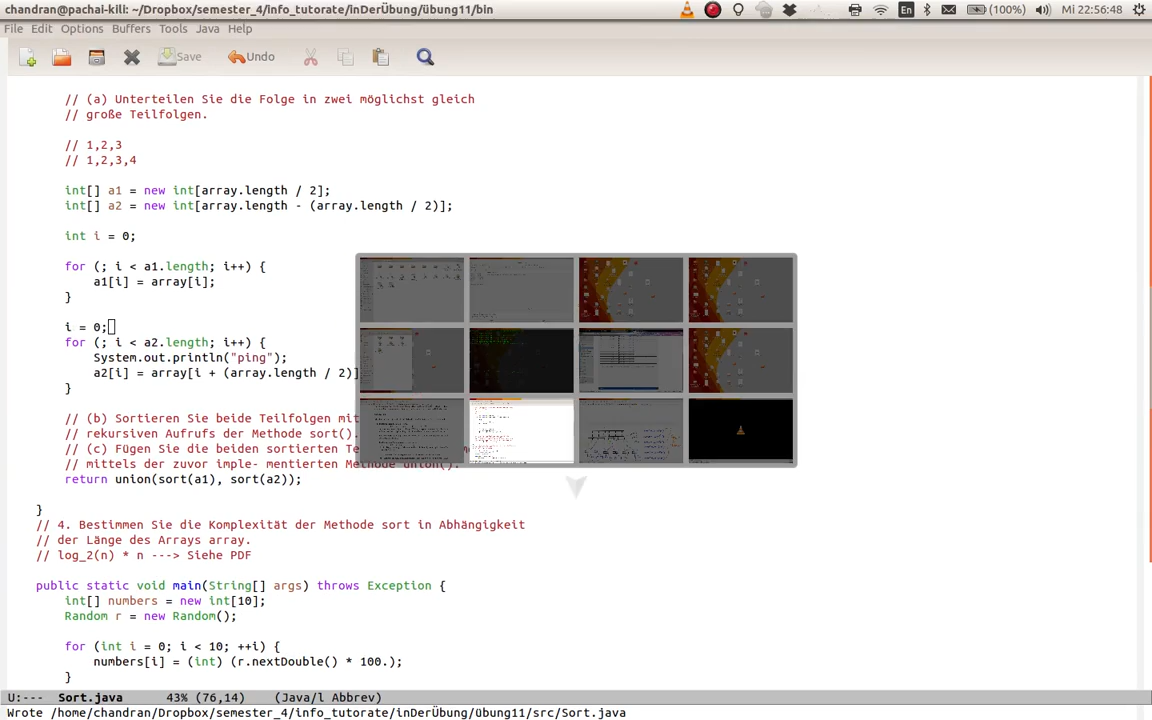 chandran@pachai-kili: ~/Dropbox/semester_4/info_tutorate/inDerÜbung/übung11/bin
En
(100%)
Mi 22:56:48
File Edit Options Buffers Tools Java Help
Save
Undo
// (a) Unterteilen Sie die Folge in zwei möglichst gleich
// große Teilfolgen.
// 1,2,3
// 1,2,3,4
int[] a1 = new int[array.length / 2];
int[] a2 = new int[array.length - (array.length / 2)];
int i = 0;
for (; i < a1.length; i++) {
a1[i] = array[i];
}
i = 0;
for (; i < a2.length; i++) {
System.out.println("ping");
a2[i] = array[i + (array.length / 2)]
}
// (b) Sortieren Sie beide Teilfolgen mit
// rekursiven Aufrufs der Methode sort().
// (c) Fügen Sie die beiden sortierten Te
// mittels der zuvor imple- mentierten Methode union().
return union(sort(a1), sort(a2));
}
// 4. Bestimmen Sie die Komplexität der Methode sort in Abhängigkeit
// der Länge des Arrays array.
// log_2(n) * n ---> Siehe PDF
public static void main(String[] args) throws Exception {
int[] numbers = new int[10];
Random r = new Random();
for (int i = 0; i < 10; ++i) {
numbers[i] = (int) (r.nextDouble() * 100.);
}
U:--- Sort.java 43% (76,14) (Java/l Abbrev)
Wrote /home/chandran/Dropbox/semester_4/info_tutorate/inDerÜbung/übung11/src/Sort.java